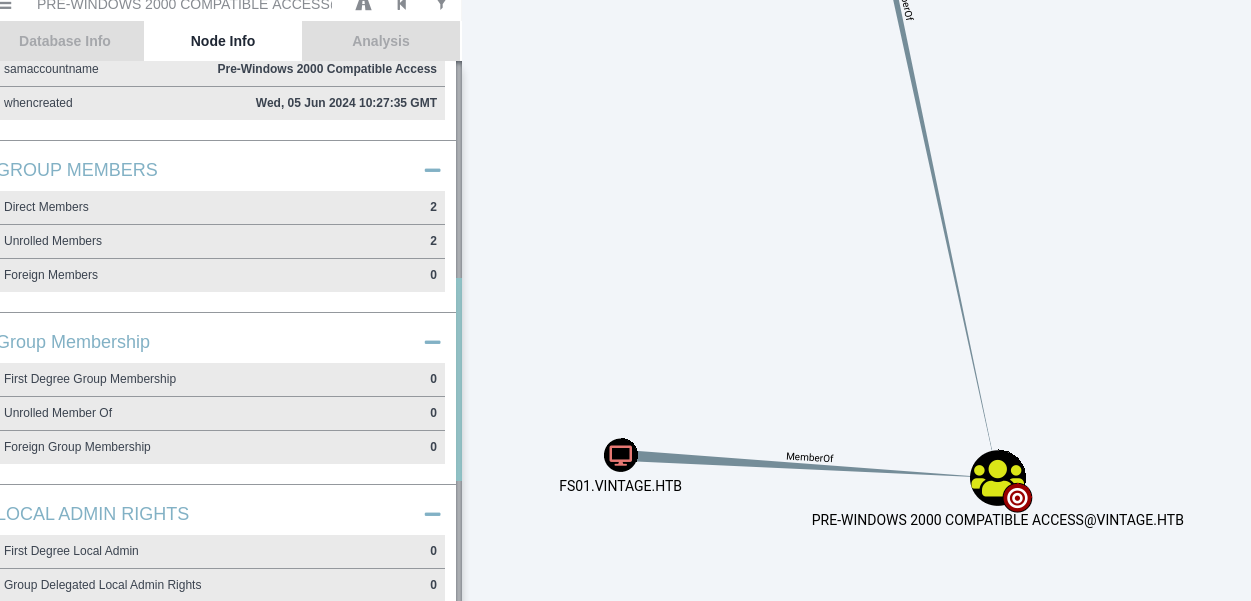 PRE-WINDOWS 2000 COMPATIBLE ACCESS
Database Info Node Info Analysis
samaccountname Pre-Windows 2000 Compatible Access
whencreated Wed, 05 Jun 2024 10:27:35 GMT
GROUP MEMBERS
Direct Members 2
Unrolled Members 2
Foreign Members 0
Group Membership
First Degree Group Membership 0
Unrolled Member Of 0
Foreign Group Membership 0
LOCAL ADMIN RIGHTS
First Degree Local Admin 0
Group Delegated Local Admin Rights 0
berOf
MemberOf
FS01.VINTAGE.HTB
PRE-WINDOWS 2000 COMPATIBLE ACCESS@VINTAGE.HTB